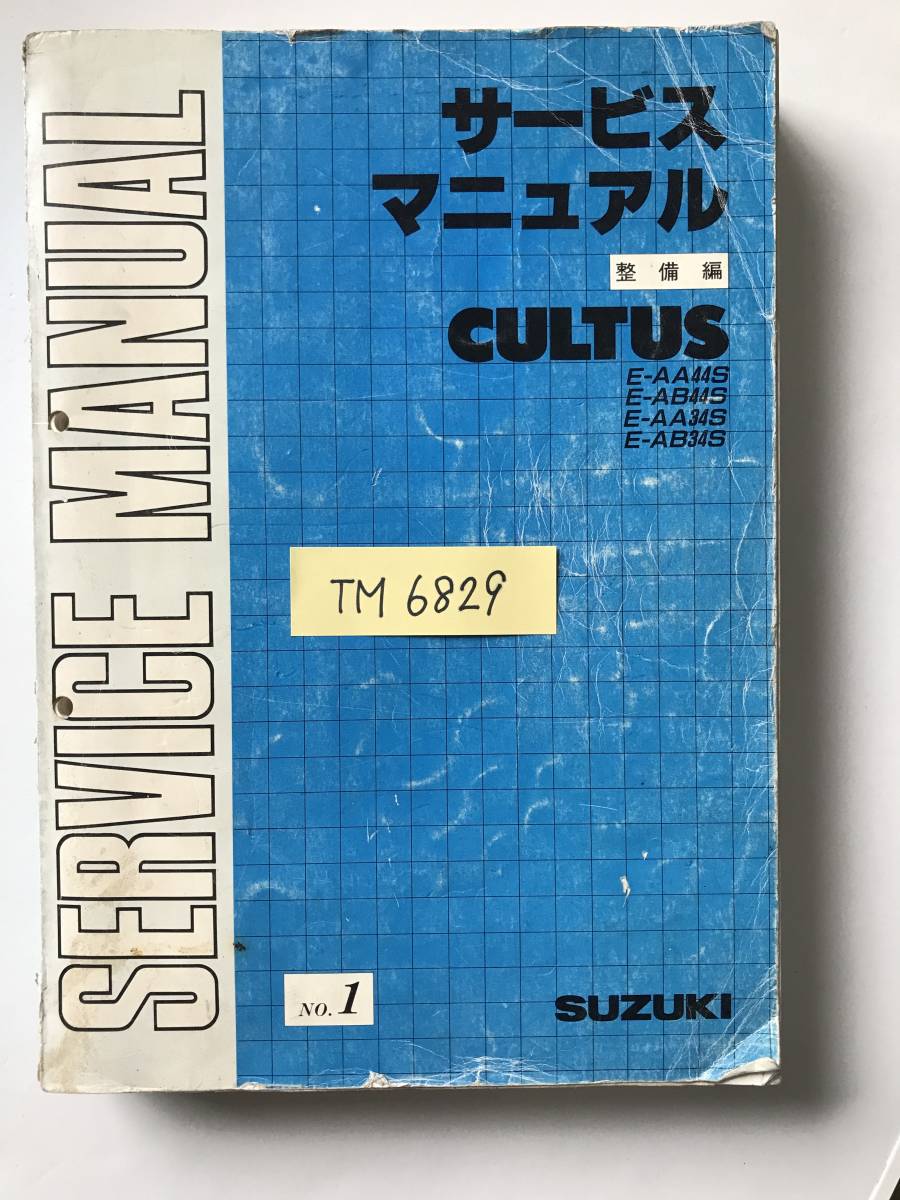 SERVICE MANUAL
サービス
マニュアル
整備編
CULTUS
E-AA44S
E-AB44S
E-AA34S
E-AB34S
TM 6829
NO. 1
SUZUKI